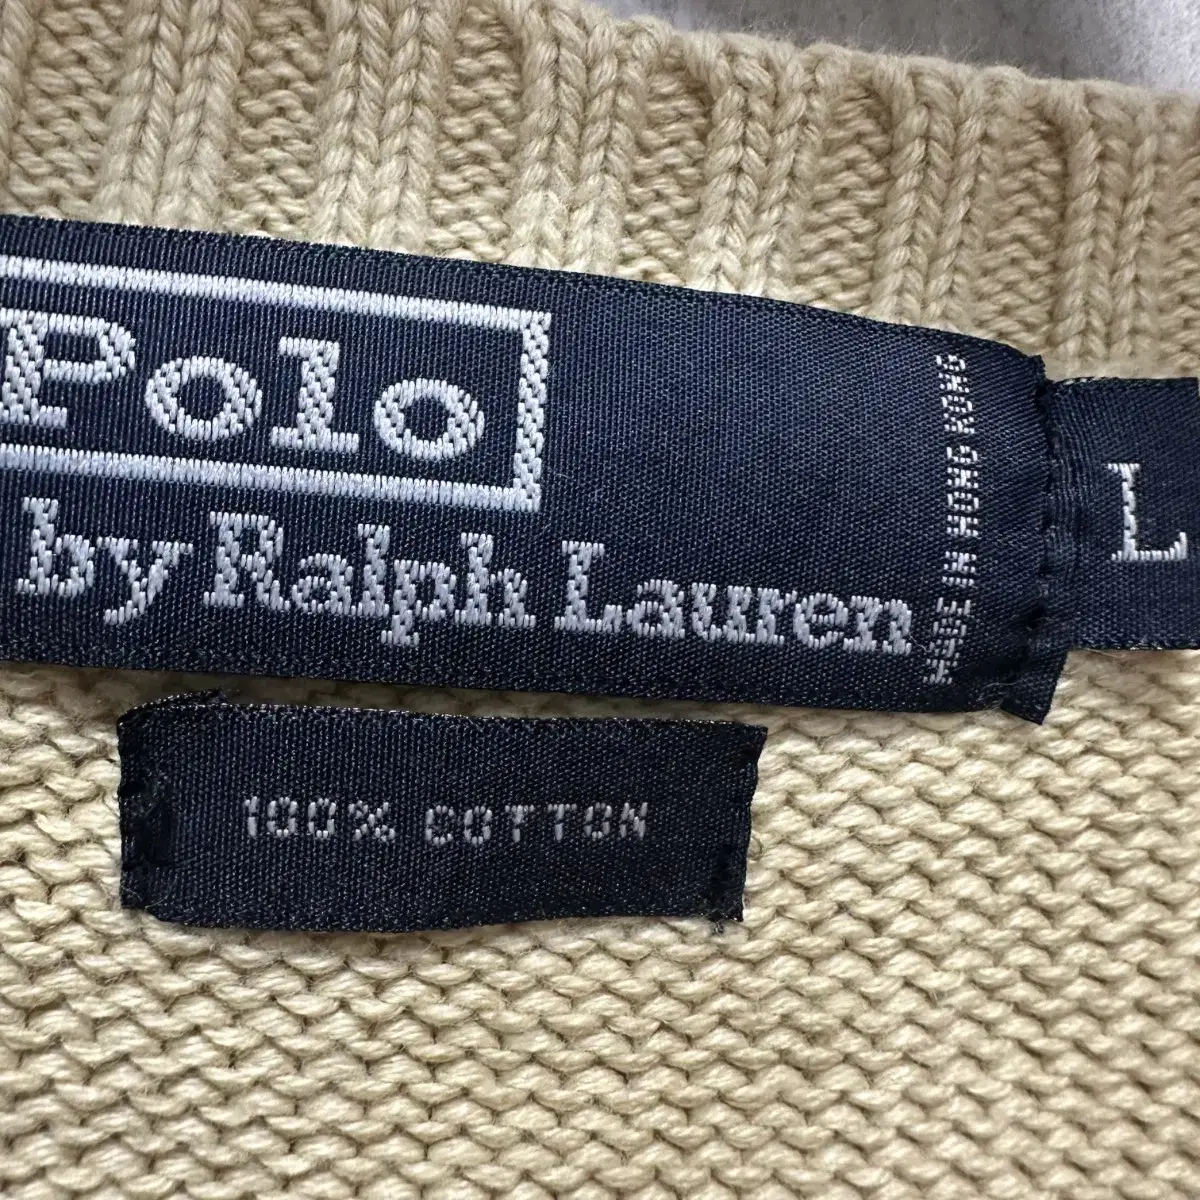 Polo
by Ralph Lauren
MADE IN HONG KONG
L
100% COTTON